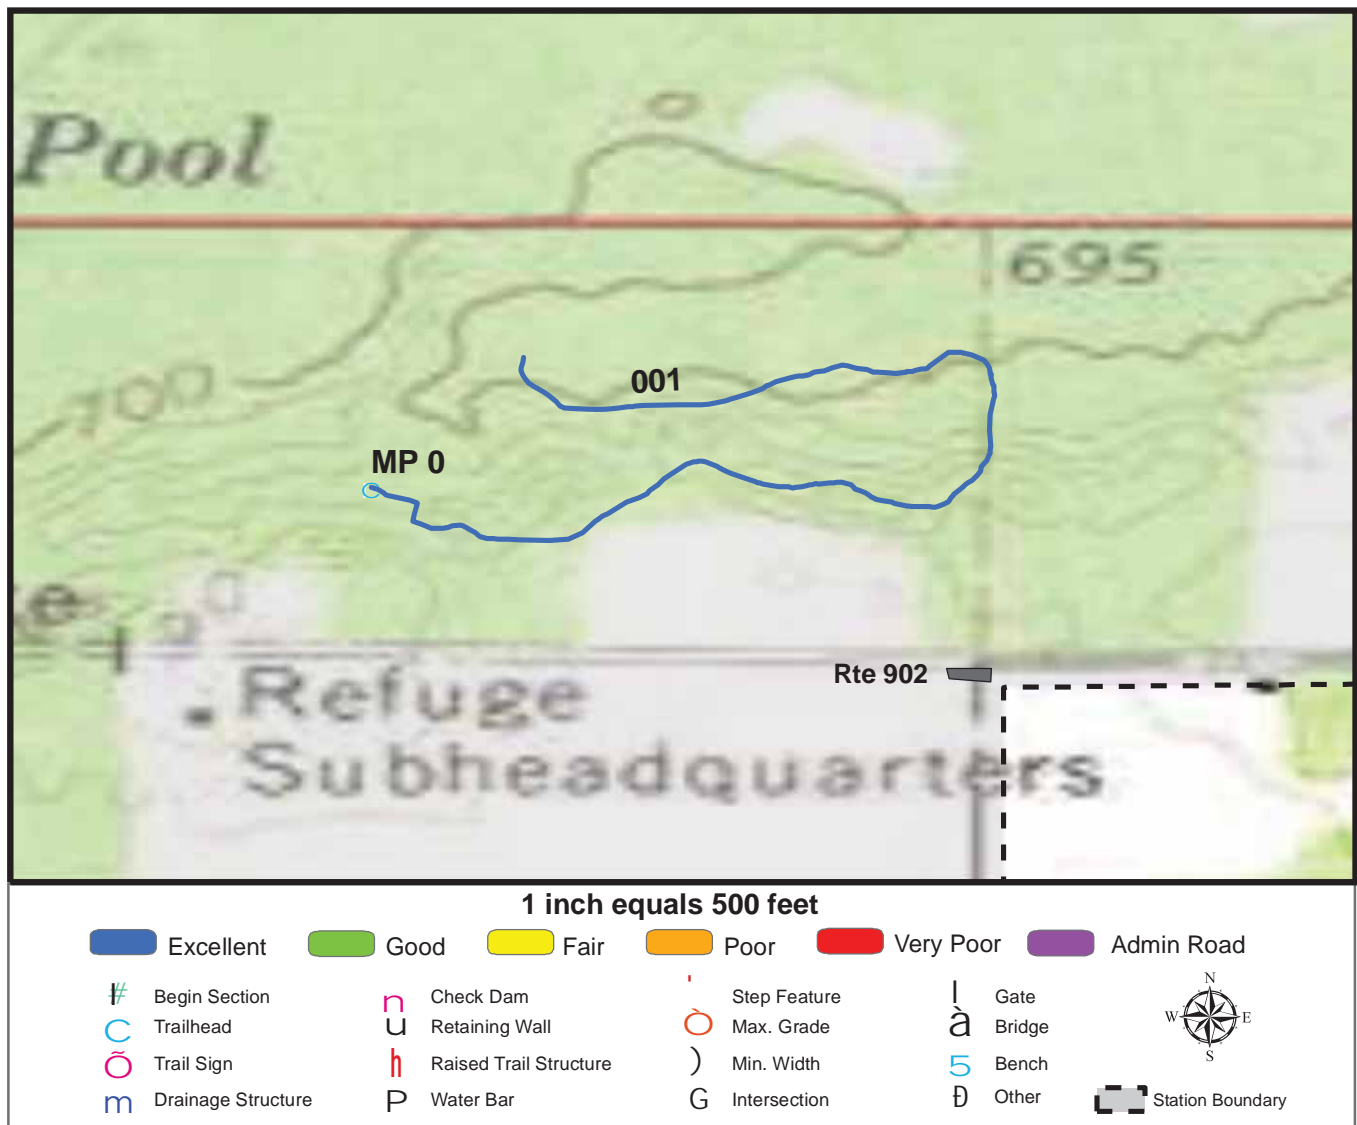 Pool
695
001
700
MP 0
Rte 902
Refuge
Subheadquarters
1 inch equals 500 feet
Excellent Good Fair Poor Very Poor Admin Road
# Begin Section n Check Dam ' Step Feature l Gate
C Trailhead u Retaining Wall Ò Max. Grade à Bridge
Õ Trail Sign h Raised Trail Structure ) Min. Width 5 Bench
m Drainage Structure P Water Bar G Intersection Ð Other Station Boundary
N
W E
S